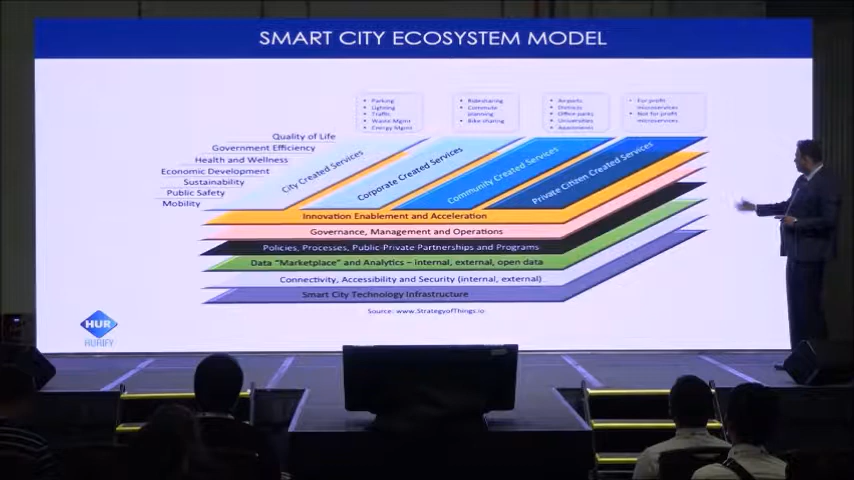 SMART CITY ECOSYSTEM MODEL
Parking
Lighting
Traffic
Waste Mgmt
Energy Mgmt
Ridesharing
Commute
planning
Bike sharing
Airports
Districts
Office parks
Universities
Apartments
For profit
microservices
Not for profit
microservices
Quality of Life
Government Efficiency
Health and Wellness
Economic Development
Sustainability
Public Safety
Mobility
City Created Services
Corporate Created Services
Community Created Services
Private Citizen Created Services
Innovation Enablement and Acceleration
Governance, Management and Operations
Policies, Processes, Public-Private Partnerships and Programs
Data "Marketplace" and Analytics – internal, external, open data
Connectivity, Accessibility and Security (internal, external)
Smart City Technology Infrastructure
Source: www.StrategyofThings.io
HUR
HURIFY